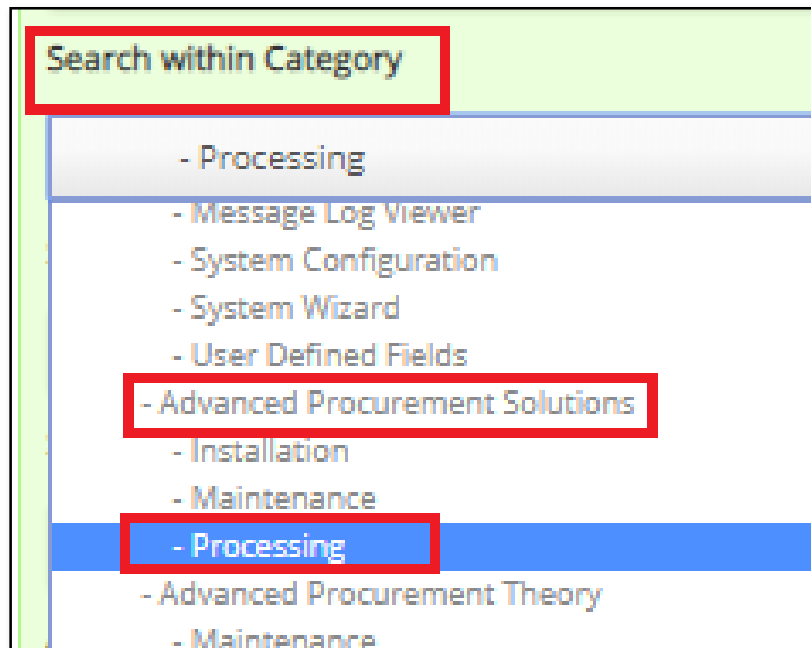 Search within Category
- Processing
- Message Log Viewer
- System Configuration
- System Wizard
- User Defined Fields
- Advanced Procurement Solutions
- Installation
- Maintenance
- Processing
- Advanced Procurement Theory
- Maintenance